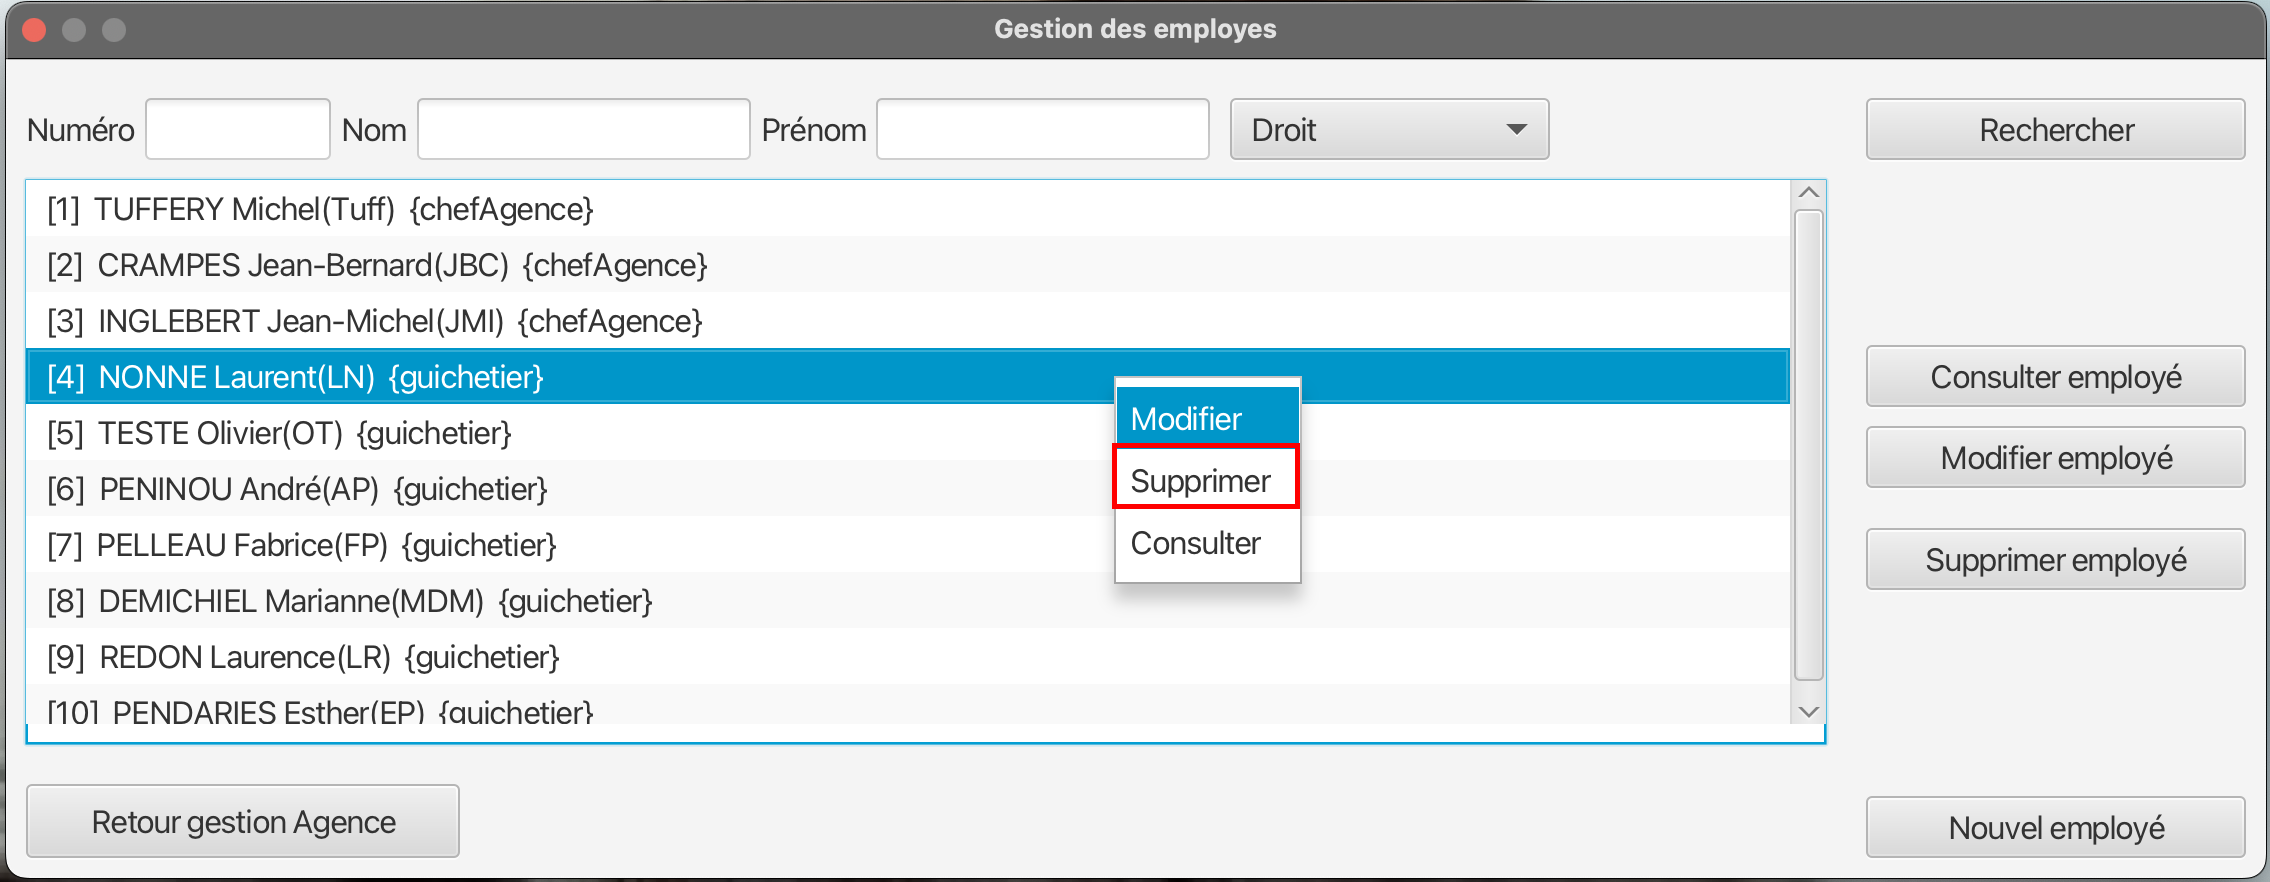 Gestion des employes
Numéro Nom Prénom Droit Rechercher
[1] TUFFERY Michel(Tuff) {chefAgence}
[2] CRAMPES Jean-Bernard(JBC) {chefAgence}
[3] INGLEBERT Jean-Michel(JMI) {chefAgence}
[4] NONNE Laurent(LN) {guichetier}
[5] TESTE Olivier(OT) {guichetier}
[6] PENINOU André(AP) {guichetier}
[7] PELLEAU Fabrice(FP) {guichetier}
[8] DEMICHIEL Marianne(MDM) {guichetier}
[9] REDON Laurence(LR) {guichetier}
[10] PENDARIES Esther(EP) {guichetier}
Modifier
Supprimer
Consulter
Consulter employé
Modifier employé
Supprimer employé
Retour gestion Agence
Nouvel employé